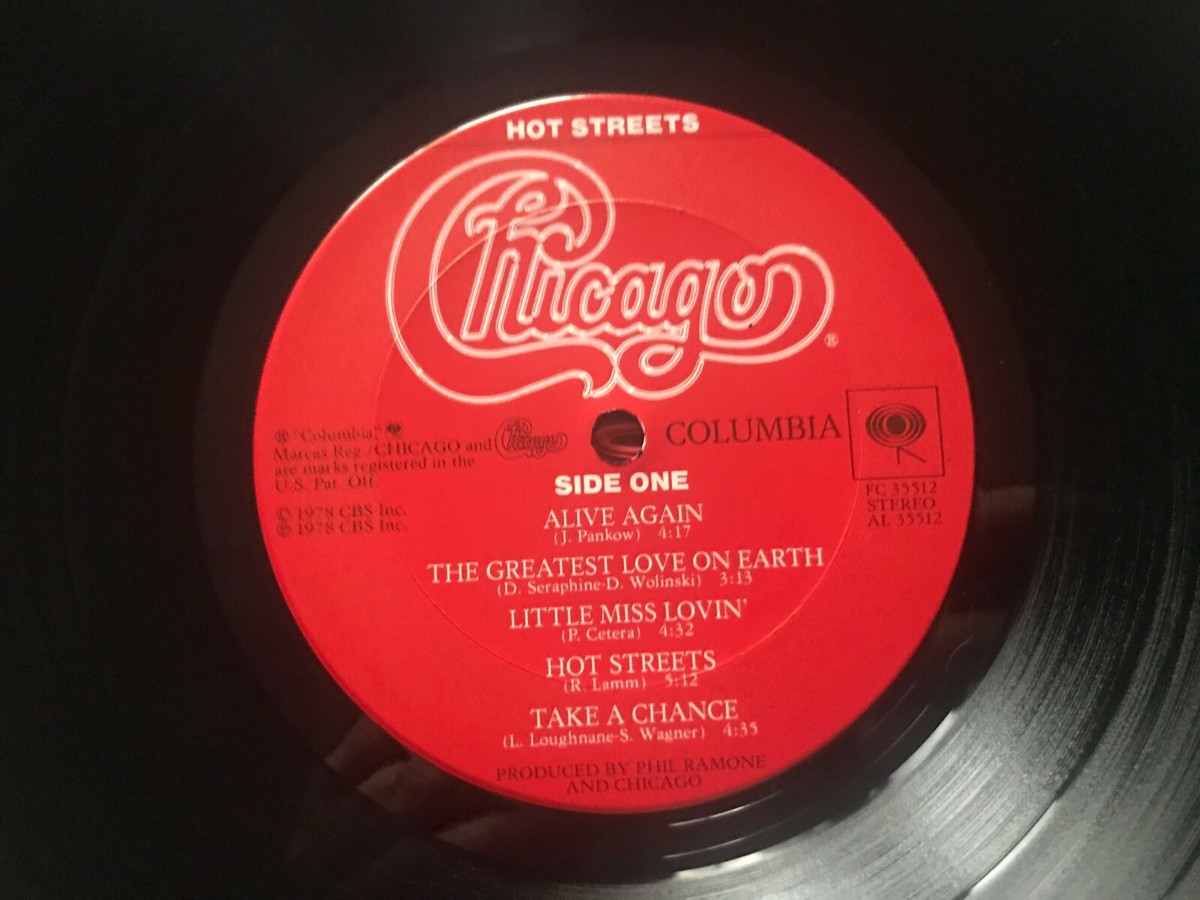 HOT STREETS
Chicago®
® "Columbia,"
Marcas Reg./CHICAGO and Chicago
are marks registered in the
U.S. Pat. Off.
© 1978 CBS Inc.
℗ 1978 CBS Inc.
COLUMBIA
FC 35512
STEREO
AL 35512
SIDE ONE
ALIVE AGAIN
(J. Pankow) 4:17
THE GREATEST LOVE ON EARTH
(D. Seraphine-D. Wolinski) 3:13
LITTLE MISS LOVIN'
(P. Cetera) 4:32
HOT STREETS
(R. Lamm) 5:12
TAKE A CHANCE
(L. Loughnane-S. Wagner) 4:35
PRODUCED BY PHIL RAMONE
AND CHICAGO